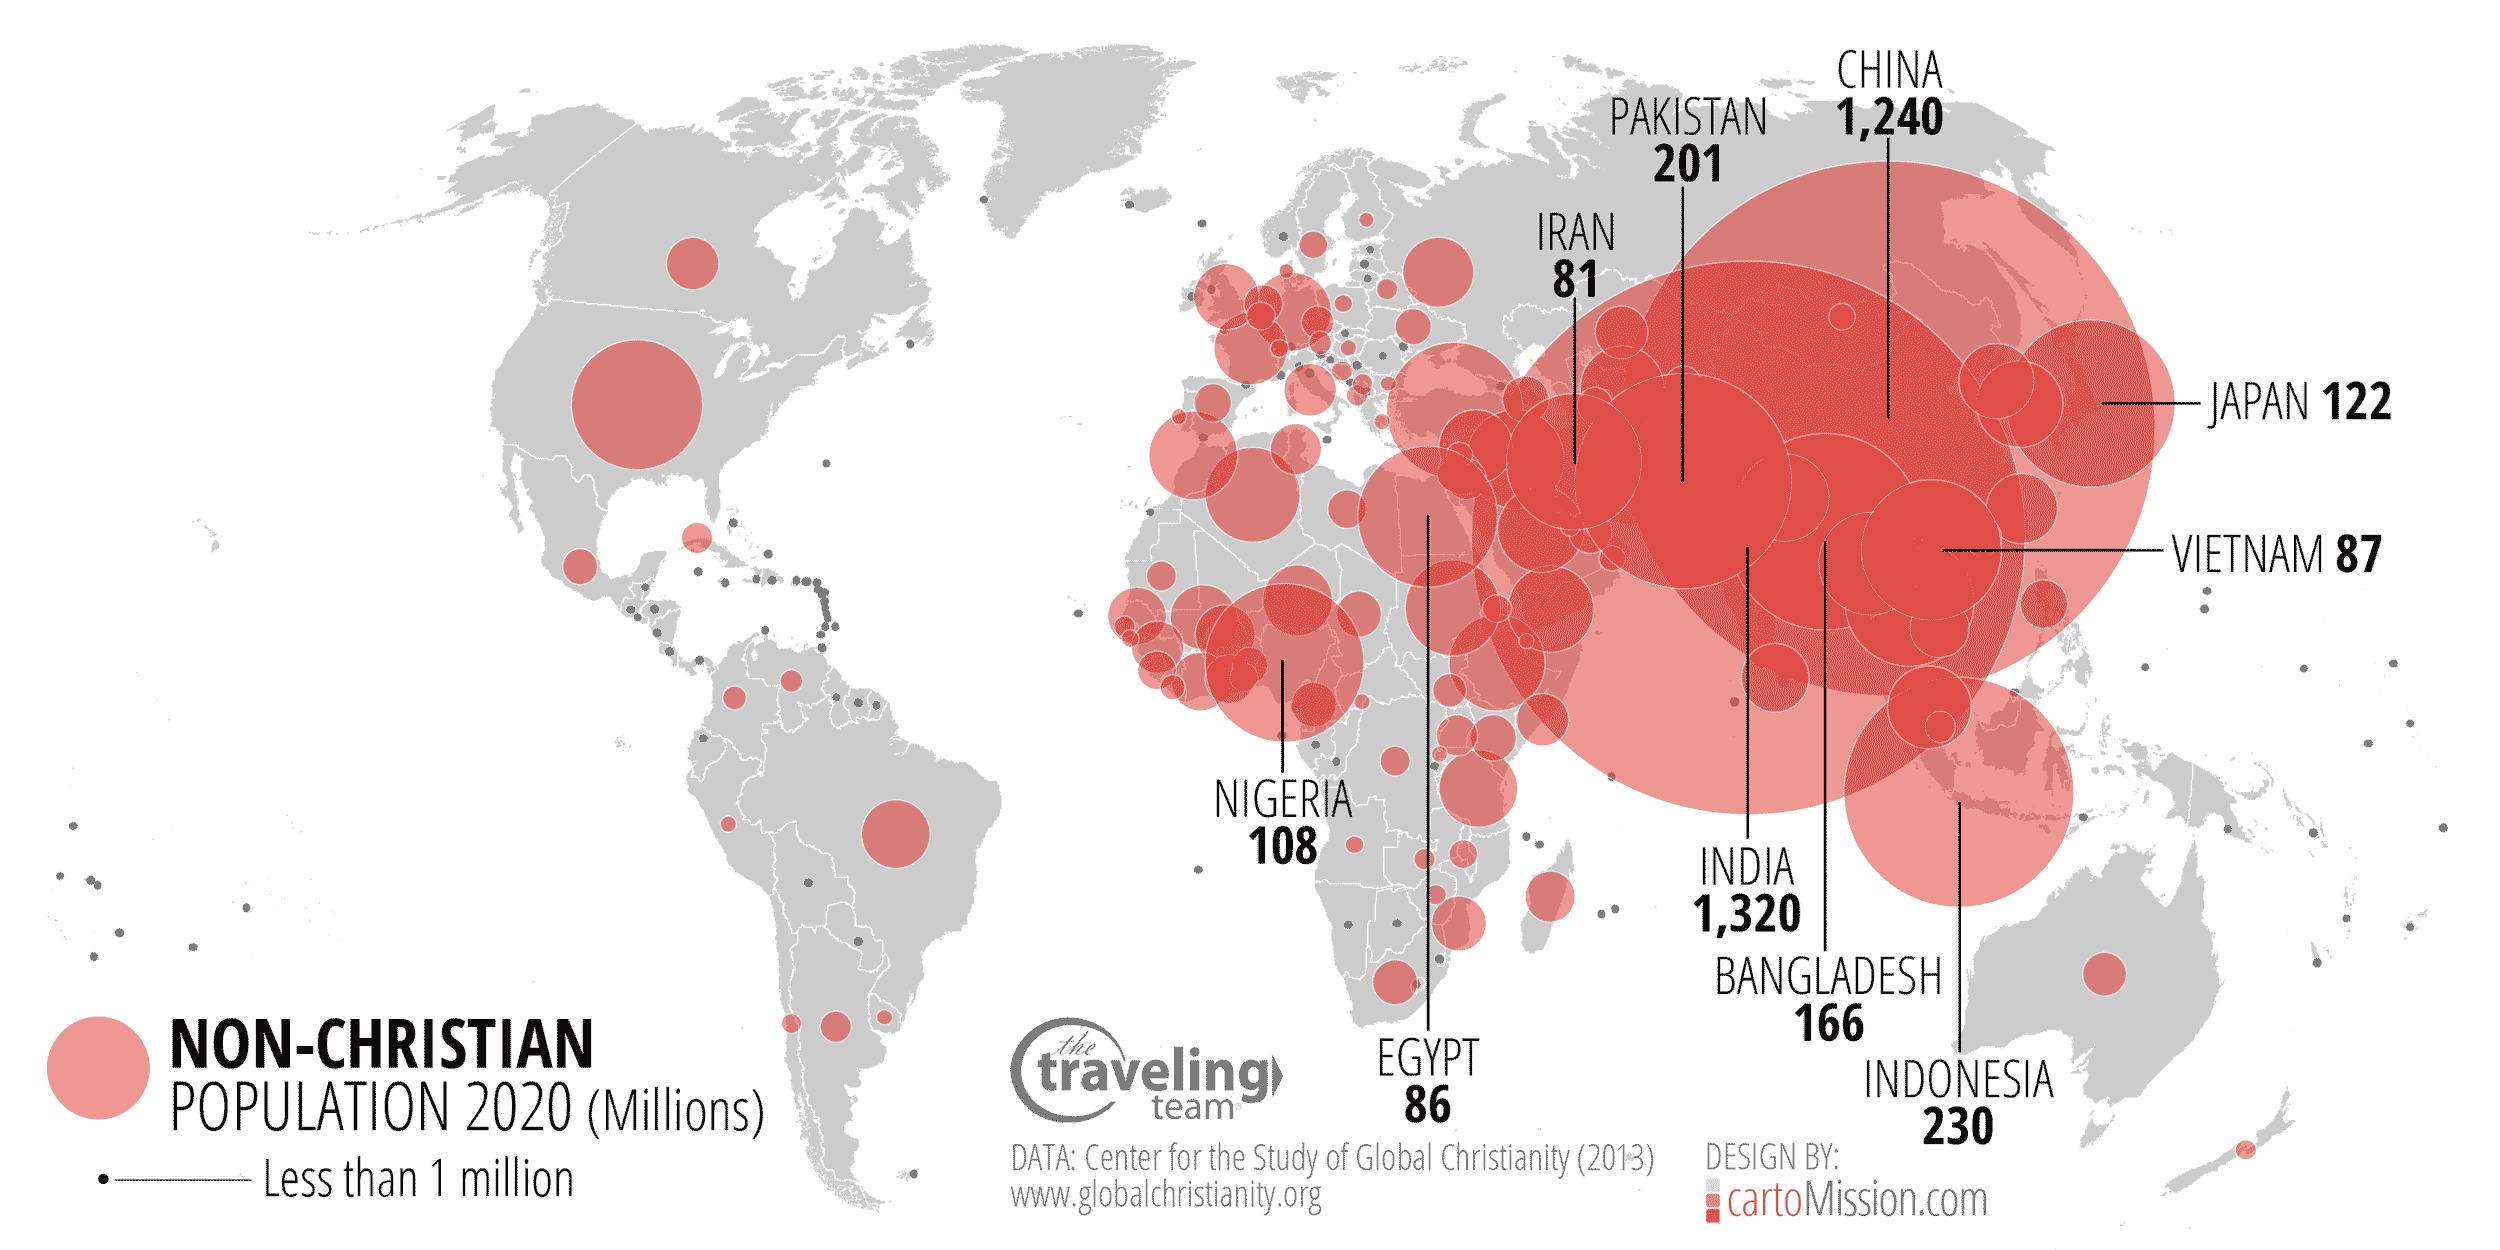 CHINA
1,240
PAKISTAN
201
IRAN
81
JAPAN 122
VIETNAM 87
NIGERIA
108
INDIA
1,320
BANGLADESH
166
EGYPT
86
INDONESIA
230
NON-CHRISTIAN
POPULATION 2020 (Millions)
Less than 1 million
the
traveling
team
DATA: Center for the Study of Global Christianity (2013)
www.globalchristianity.org
DESIGN BY:
cartoMission.com